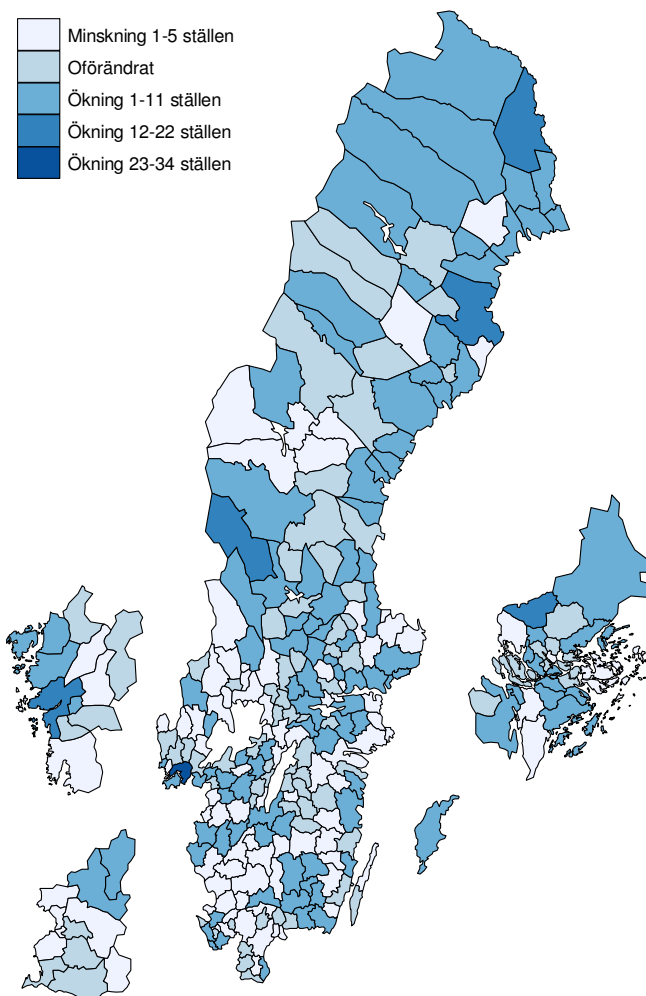 Minskning 1-5 ställen
Oförändrat
Ökning 1-11 ställen
Ökning 12-22 ställen
Ökning 23-34 ställen